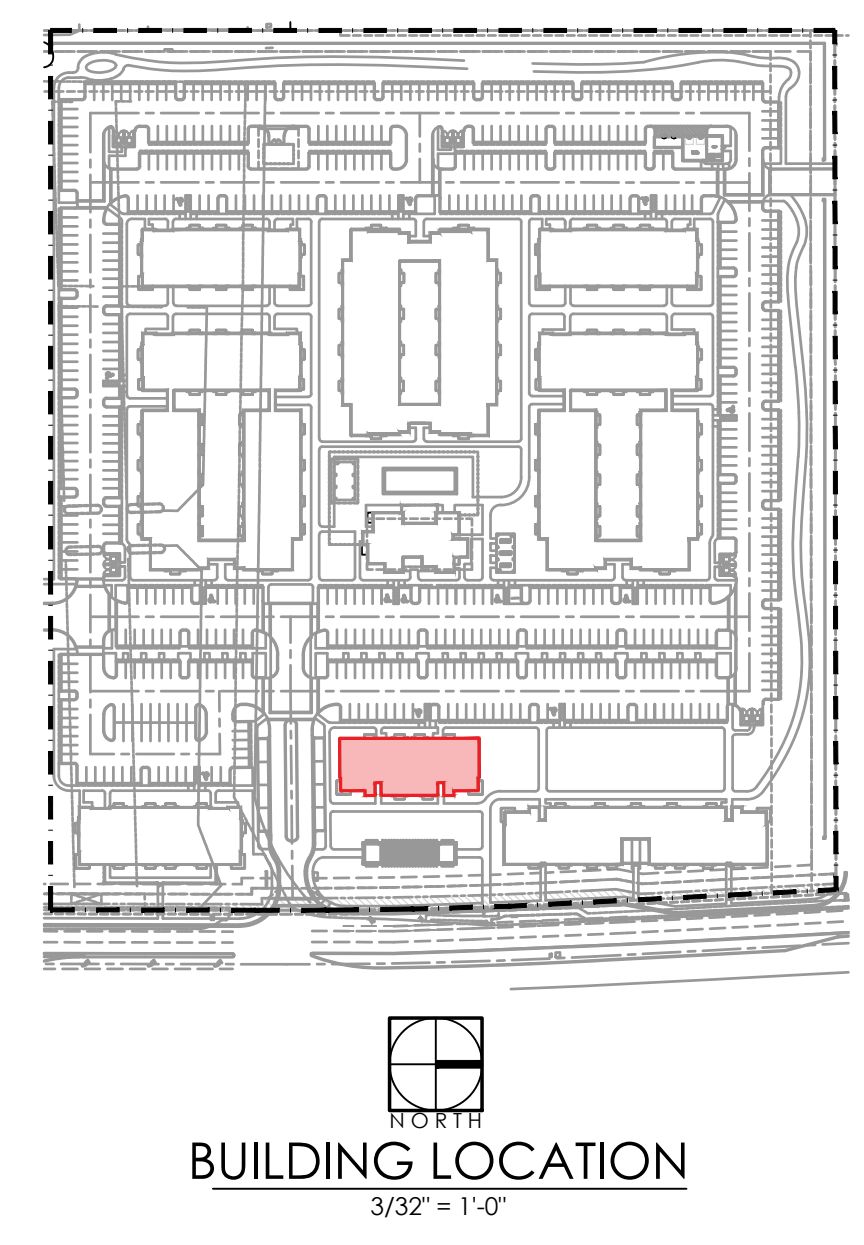 NORTH
BUILDING LOCATION
3/32" = 1'-0"